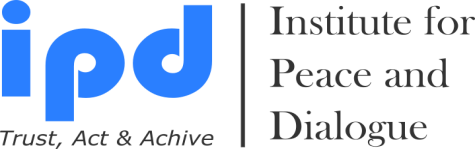 ipd
Trust, Act & Achive
Institute for
Peace and
Dialogue